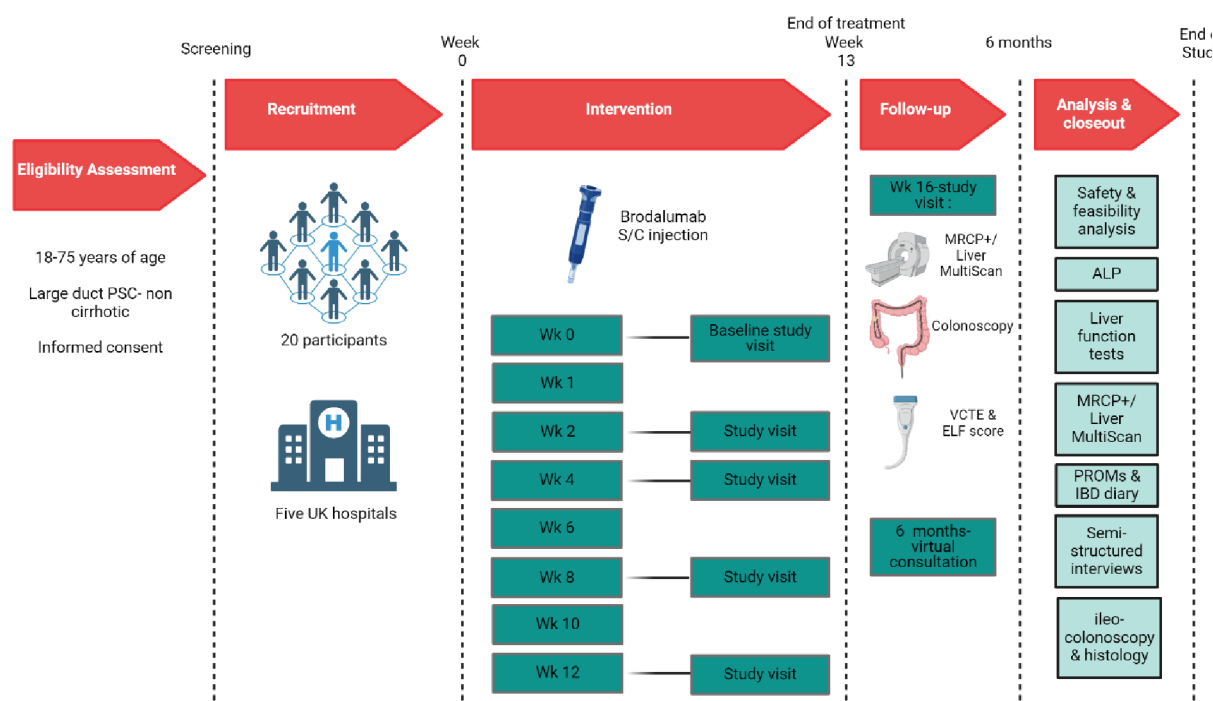 Screening
Week
0
End of treatment
Week
13
6 months
End o
Stud
Eligibility Assessment
18-75 years of age
Large duct PSC- non
cirrhotic
Informed consent
Recruitment
20 participants
H
Five UK hospitals
Intervention
Brodalumab
S/C injection
Wk 0
Baseline study
visit
Wk 1
Wk 2
Study visit
Wk 4
Study visit
Wk 6
Wk 8
Study visit
Wk 10
Wk 12
Study visit
Follow-up
Wk 16-study
visit :
MRCP+/
Liver
MultiScan
Colonoscopy
VCTE &
ELF score
6 months-
virtual
consultation
Analysis &
closeout
Safety &
feasibility
analysis
ALP
Liver
function
tests
MRCP+/
Liver
MultiScan
PROMs &
IBD diary
Semi-
structured
interviews
ileo-
colonoscopy
& histology